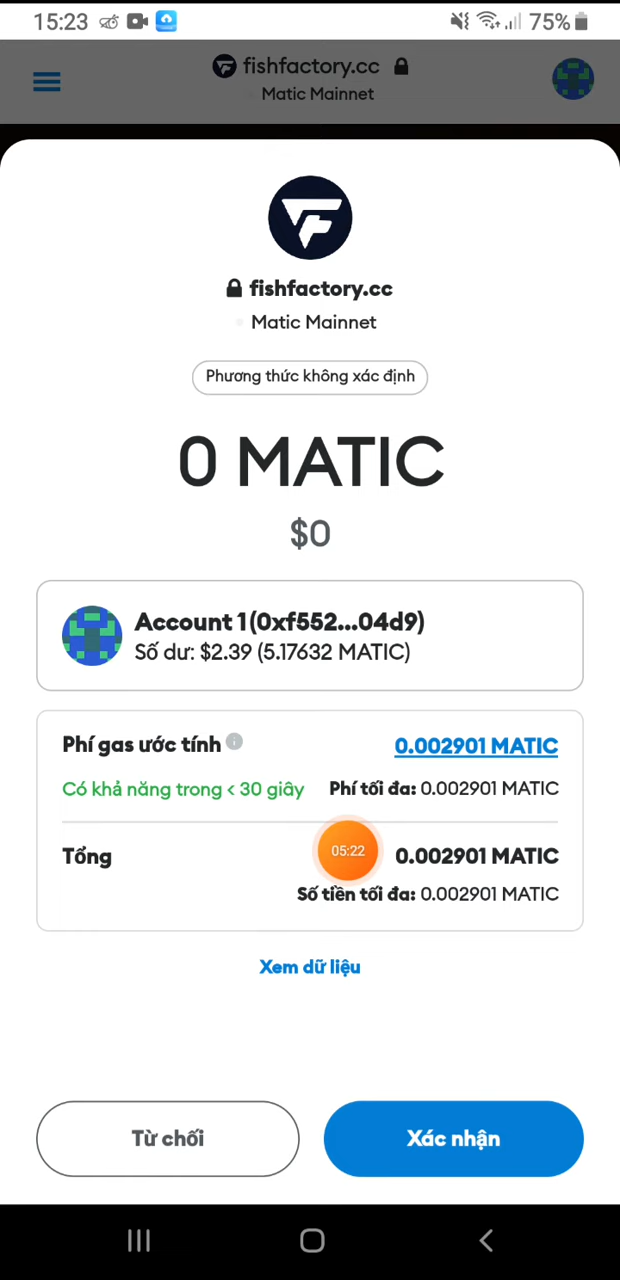 15:23 75%
fishfactory.cc
Matic Mainnet
fishfactory.cc
Matic Mainnet
Phương thức không xác định
0 MATIC
$0
Account 1 (0xf552...04d9)
Số dư: $2.39 (5.17632 MATIC)
Phí gas ước tính 0.002901 MATIC
Có khả năng trong < 30 giây Phí tối đa: 0.002901 MATIC
Tổng 05:22 0.002901 MATIC
Số tiền tối đa: 0.002901 MATIC
Xem dữ liệu
Từ chối Xác nhận